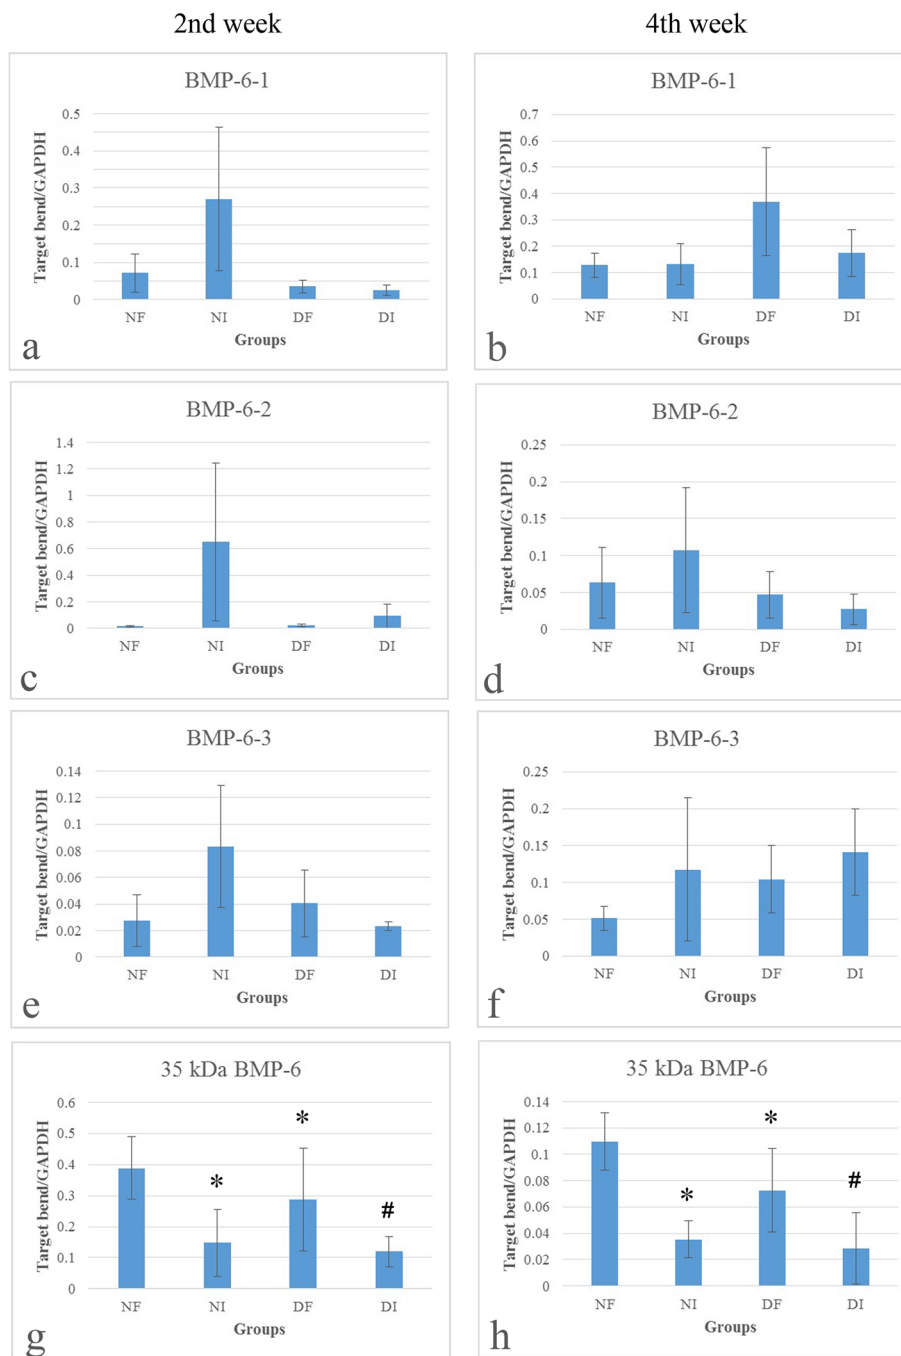 2nd week
4th week
BMP-6-1
Target bend/GAPDH
0.5
0.4
0.3
0.2
0.1
0
NF NI DF DI
Groups
a
BMP-6-1
Target bend/GAPDH
0.7
0.6
0.5
0.4
0.3
0.2
0.1
0
NF NI DF DI
Groups
b
BMP-6-2
Target bend/GAPDH
1.4
1.2
1
0.8
0.6
0.4
0.2
0
NF NI DF DI
Groups
c
BMP-6-2
Target bend/GAPDH
0.25
0.2
0.15
0.1
0.05
0
NF NI DF DI
Groups
d
BMP-6-3
Target bend/GAPDH
0.14
0.12
0.1
0.08
0.06
0.04
0.02
0
NF NI DF DI
Groups
e
BMP-6-3
Target bend/GAPDH
0.25
0.2
0.15
0.1
0.05
0
NF NI DF DI
Groups
f
35 kDa BMP-6
Target bend/GAPDH
0.6
0.5
0.4
0.3
0.2
0.1
0
* * #
NF NI DF DI
Groups
g
35 kDa BMP-6
Target bend/GAPDH
0.14
0.12
0.1
0.08
0.06
0.04
0.02
0
* * #
NF NI DF DI
Groups
h